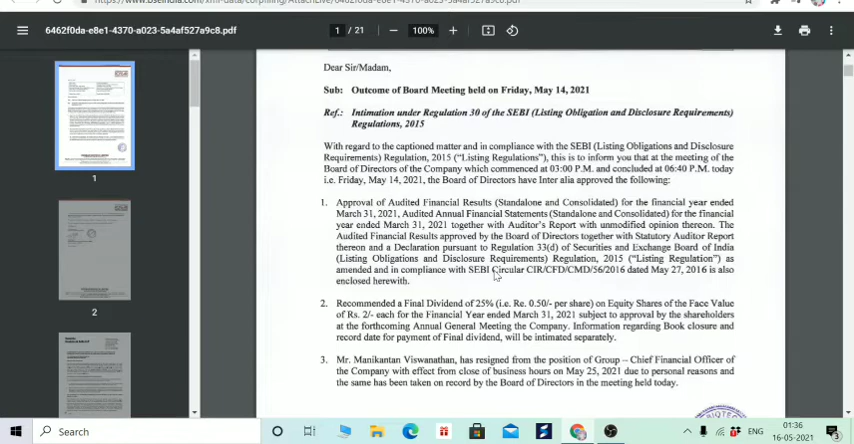 6462f0da-e8e1-4370-a023-5a4af527a9c8.pdf
1 / 21
100%
Dear Sir/Madam,
Sub: Outcome of Board Meeting held on Friday, May 14, 2021
Ref.: Intimation under Regulation 30 of the SEBI (Listing Obligation and Disclosure Requirements)
Regulations, 2015
With regard to the captioned matter and in compliance with the SEBI (Listing Obligations and Disclosure
Requirements) Regulation, 2015 (“Listing Regulations”), this is to inform you that at the meeting of the
Board of Directors of the Company which commenced at 03:00 P.M. and concluded at 06:40 P.M. today
i.e. Friday, May 14, 2021, the Board of Directors have Inter alia approved the following:
1. Approval of Audited Financial Results (Standalone and Consolidated) for the financial year ended
March 31, 2021, Audited Annual Financial Statements (Standalone and Consolidated) for the financial
year ended March 31, 2021 together with Auditor's Report with unmodified opinion thereon. The
Audited Financial Results approved by the Board of Directors together with Statutory Auditor Report
thereon and a Declaration pursuant to Regulation 33(d) of Securities and Exchange Board of India
(Listing Obligations and Disclosure Requirements) Regulation, 2015 (“Listing Regulation”) as
amended and in compliance with SEBI Circular CIR/CFD/CMD/56/2016 dated May 27, 2016 is also
enclosed herewith.
2. Recommended a Final Dividend of 25% (i.e. Re. 0.50/- per share) on Equity Shares of the Face Value
of Rs. 2/- each for the Financial Year ended March 31, 2021 subject to approval by the shareholders
at the forthcoming Annual General Meeting the Company. Information regarding Book closure and
record date for payment of Final dividend, will be intimated separately.
3. Mr. Manikantan Viswanathan, has resigned from the position of Group – Chief Financial Officer of
the Company with effect from close of business hours on May 25, 2021 due to personal reasons and
the same has been taken on record by the Board of Directors in the meeting held today.
1
2
Search
ENG
01:36
16-05-2021